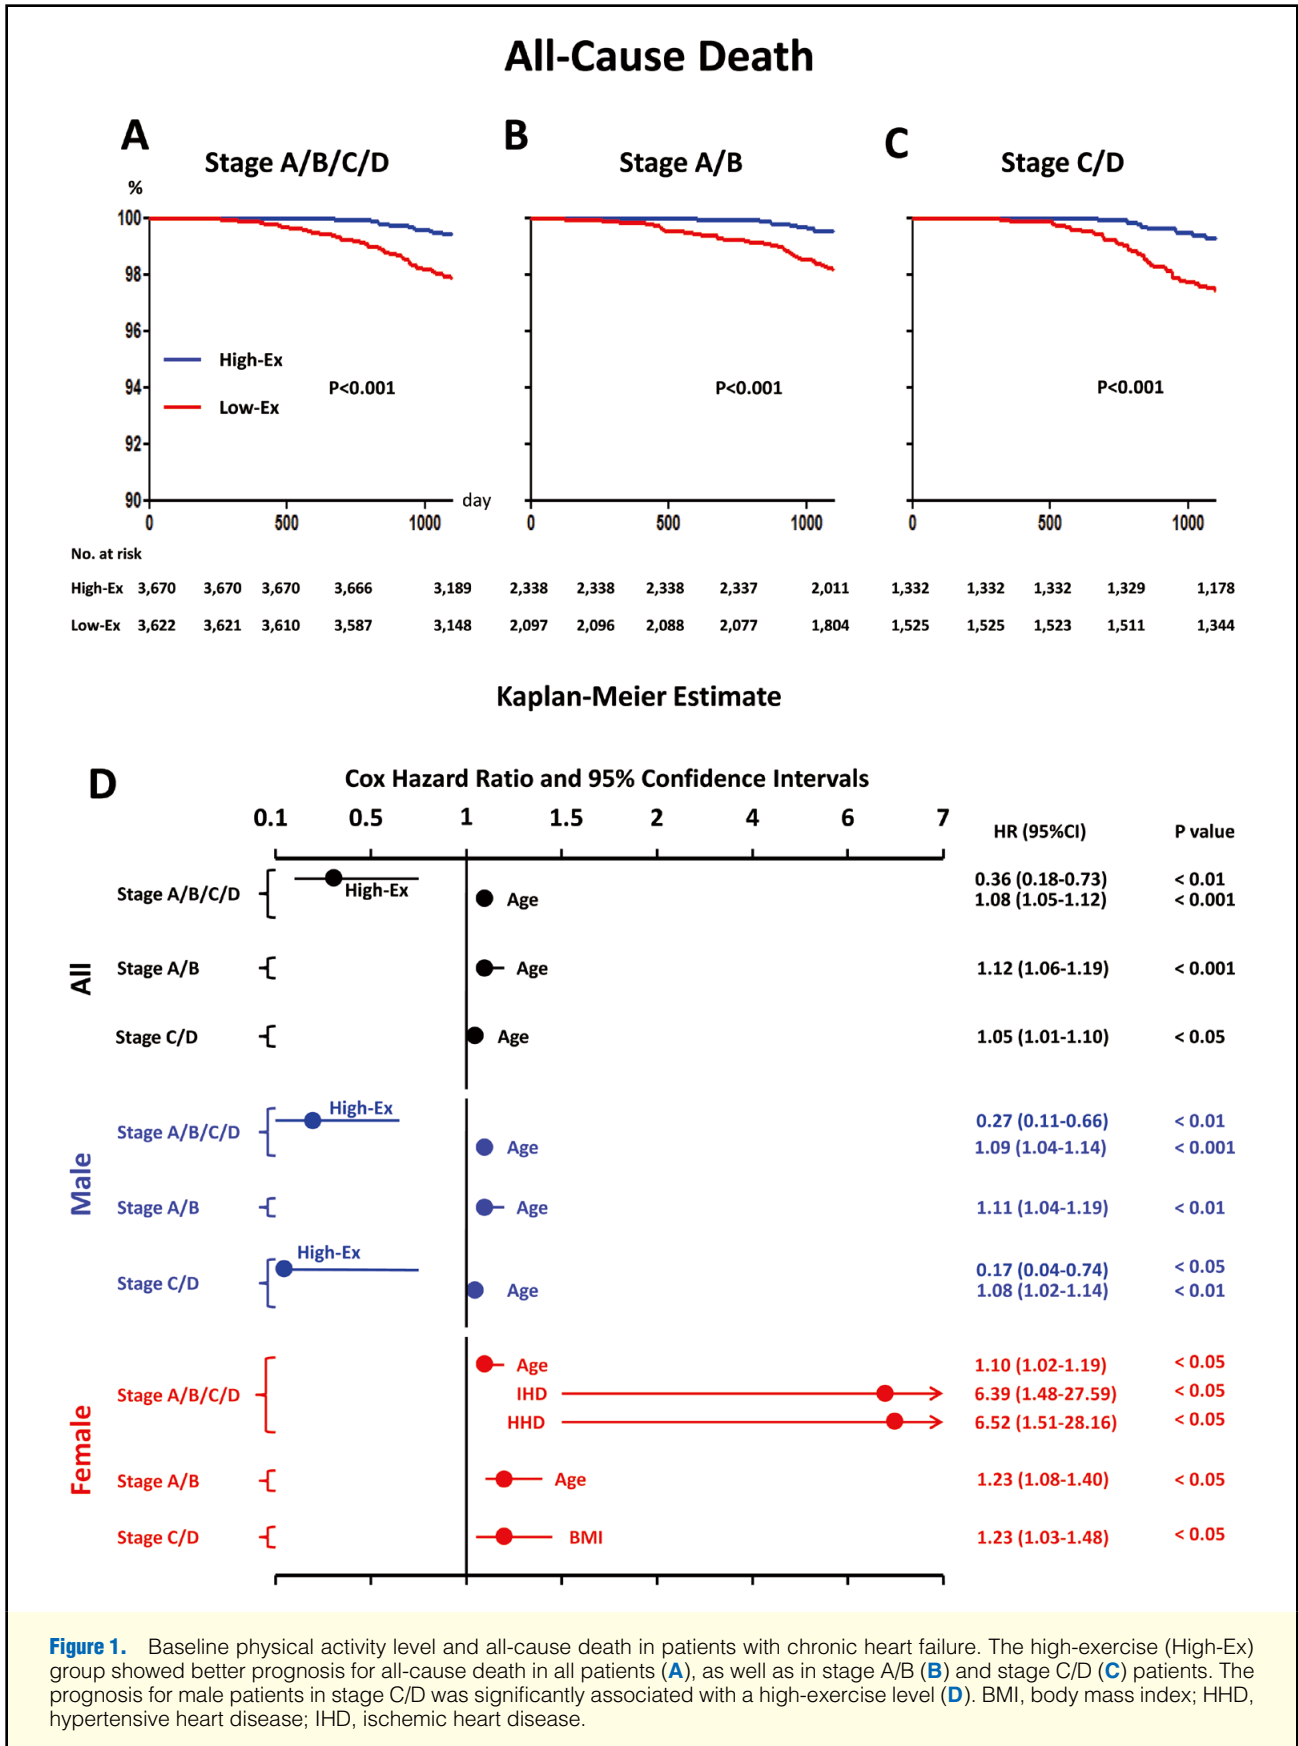 All-Cause Death
A
Stage A/B/C/D
B
Stage A/B
C
Stage C/D
%
100
98
96
94
92
90
High-Ex
Low-Ex
P<0.001
P<0.001
P<0.001
0 500 1000 day
0 500 1000
0 500 1000
No. at risk
High-Ex 3,670 3,670 3,670 3,666 3,189 2,338 2,338 2,338 2,337 2,011 1,332 1,332 1,332 1,329 1,178
Low-Ex 3,622 3,621 3,610 3,587 3,148 2,097 2,096 2,088 2,077 1,804 1,525 1,525 1,523 1,511 1,344
Kaplan-Meier Estimate
D
Cox Hazard Ratio and 95% Confidence Intervals
0.1 0.5 1 1.5 2 4 6 7
HR (95%CI) P value
All
Stage A/B/C/D
High-Ex 0.36 (0.18-0.73) < 0.01
Age 1.08 (1.05-1.12) < 0.001
Stage A/B Age 1.12 (1.06-1.19) < 0.001
Stage C/D Age 1.05 (1.01-1.10) < 0.05
Male
Stage A/B/C/D
High-Ex 0.27 (0.11-0.66) < 0.01
Age 1.09 (1.04-1.14) < 0.001
Stage A/B Age 1.11 (1.04-1.19) < 0.01
Stage C/D
High-Ex 0.17 (0.04-0.74) < 0.05
Age 1.08 (1.02-1.14) < 0.01
Female
Stage A/B/C/D
Age 1.10 (1.02-1.19) < 0.05
IHD 6.39 (1.48-27.59) < 0.05
HHD 6.52 (1.51-28.16) < 0.05
Stage A/B Age 1.23 (1.08-1.40) < 0.05
Stage C/D BMI 1.23 (1.03-1.48) < 0.05
Figure 1. Baseline physical activity level and all-cause death in patients with chronic heart failure. The high-exercise (High-Ex)
group showed better prognosis for all-cause death in all patients (A), as well as in stage A/B (B) and stage C/D (C) patients. The
prognosis for male patients in stage C/D was significantly associated with a high-exercise level (D). BMI, body mass index; HHD,
hypertensive heart disease; IHD, ischemic heart disease.